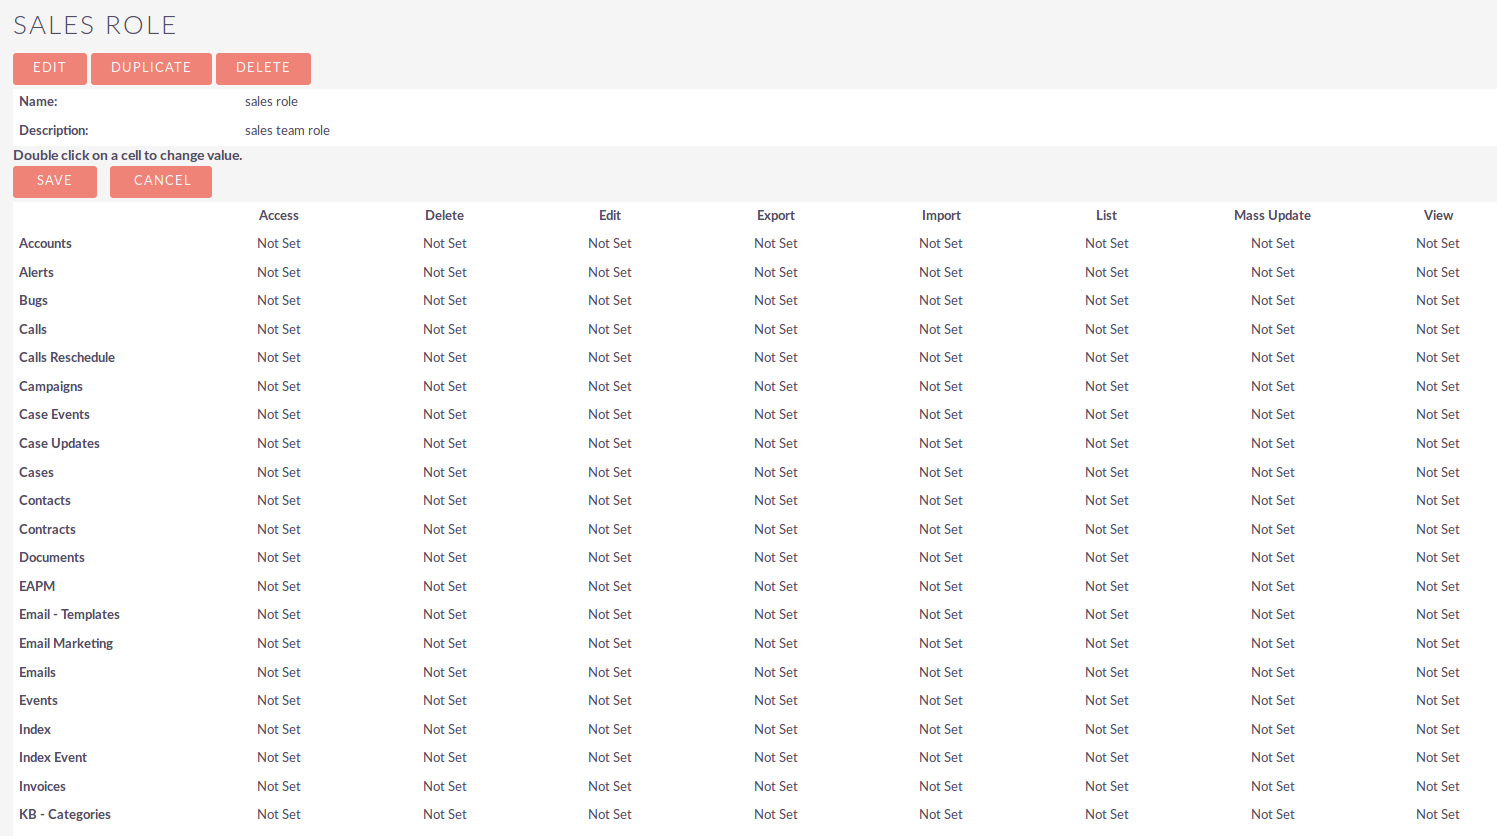 SALES ROLE
EDIT DUPLICATE DELETE
Name: sales role
Description: sales team role
Double click on a cell to change value.
SAVE CANCEL
Access Delete Edit Export Import List Mass Update View
Accounts Not Set Not Set Not Set Not Set Not Set Not Set Not Set Not Set
Alerts Not Set Not Set Not Set Not Set Not Set Not Set Not Set Not Set
Bugs Not Set Not Set Not Set Not Set Not Set Not Set Not Set Not Set
Calls Not Set Not Set Not Set Not Set Not Set Not Set Not Set Not Set
Calls Reschedule Not Set Not Set Not Set Not Set Not Set Not Set Not Set Not Set
Campaigns Not Set Not Set Not Set Not Set Not Set Not Set Not Set Not Set
Case Events Not Set Not Set Not Set Not Set Not Set Not Set Not Set Not Set
Case Updates Not Set Not Set Not Set Not Set Not Set Not Set Not Set Not Set
Cases Not Set Not Set Not Set Not Set Not Set Not Set Not Set Not Set
Contacts Not Set Not Set Not Set Not Set Not Set Not Set Not Set Not Set
Contracts Not Set Not Set Not Set Not Set Not Set Not Set Not Set Not Set
Documents Not Set Not Set Not Set Not Set Not Set Not Set Not Set Not Set
EAPM Not Set Not Set Not Set Not Set Not Set Not Set Not Set Not Set
Email - Templates Not Set Not Set Not Set Not Set Not Set Not Set Not Set Not Set
Email Marketing Not Set Not Set Not Set Not Set Not Set Not Set Not Set Not Set
Emails Not Set Not Set Not Set Not Set Not Set Not Set Not Set Not Set
Events Not Set Not Set Not Set Not Set Not Set Not Set Not Set Not Set
Index Not Set Not Set Not Set Not Set Not Set Not Set Not Set Not Set
Index Event Not Set Not Set Not Set Not Set Not Set Not Set Not Set Not Set
Invoices Not Set Not Set Not Set Not Set Not Set Not Set Not Set Not Set
KB - Categories Not Set Not Set Not Set Not Set Not Set Not Set Not Set Not Set